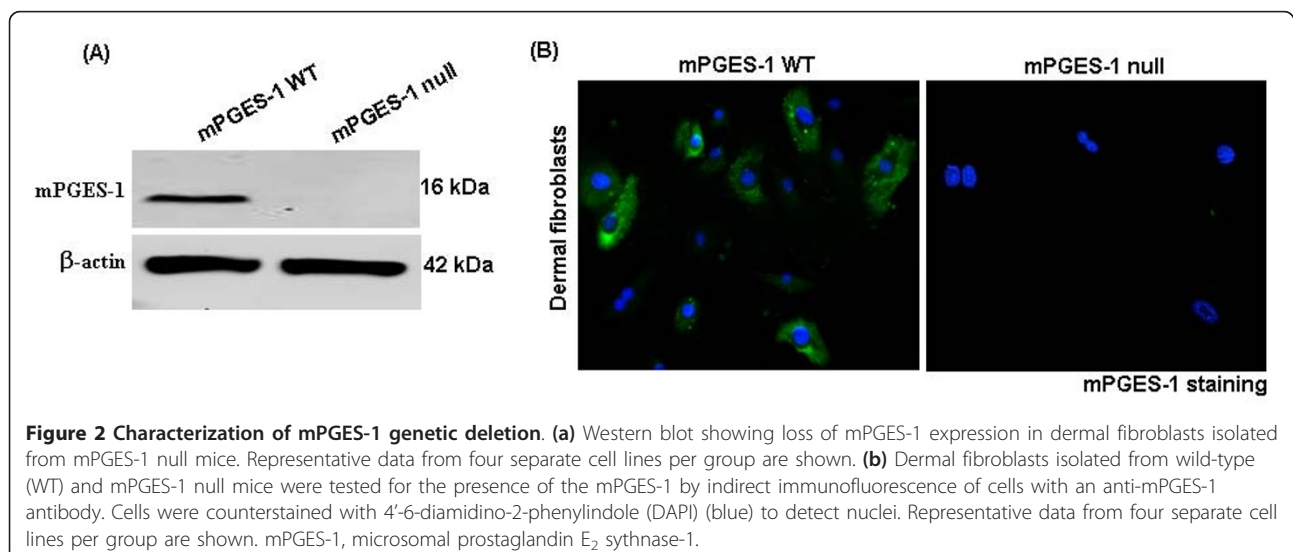 (A)
mPGES-1 WT
mPGES-1 null
mPGES-1
16 kDa
β-actin
42 kDa
(B)
mPGES-1 WT
mPGES-1 null
Dermal fibroblasts
mPGES-1 staining
Figure 2 Characterization of mPGES-1 genetic deletion. (a) Western blot showing loss of mPGES-1 expression in dermal fibroblasts isolated
from mPGES-1 null mice. Representative data from four separate cell lines per group are shown. (b) Dermal fibroblasts isolated from wild-type
(WT) and mPGES-1 null mice were tested for the presence of the mPGES-1 by indirect immunofluorescence of cells with an anti-mPGES-1
antibody. Cells were counterstained with 4′-6-diamidino-2-phenylindole (DAPI) (blue) to detect nuclei. Representative data from four separate cell
lines per group are shown. mPGES-1, microsomal prostaglandin E₂ sythnase-1.